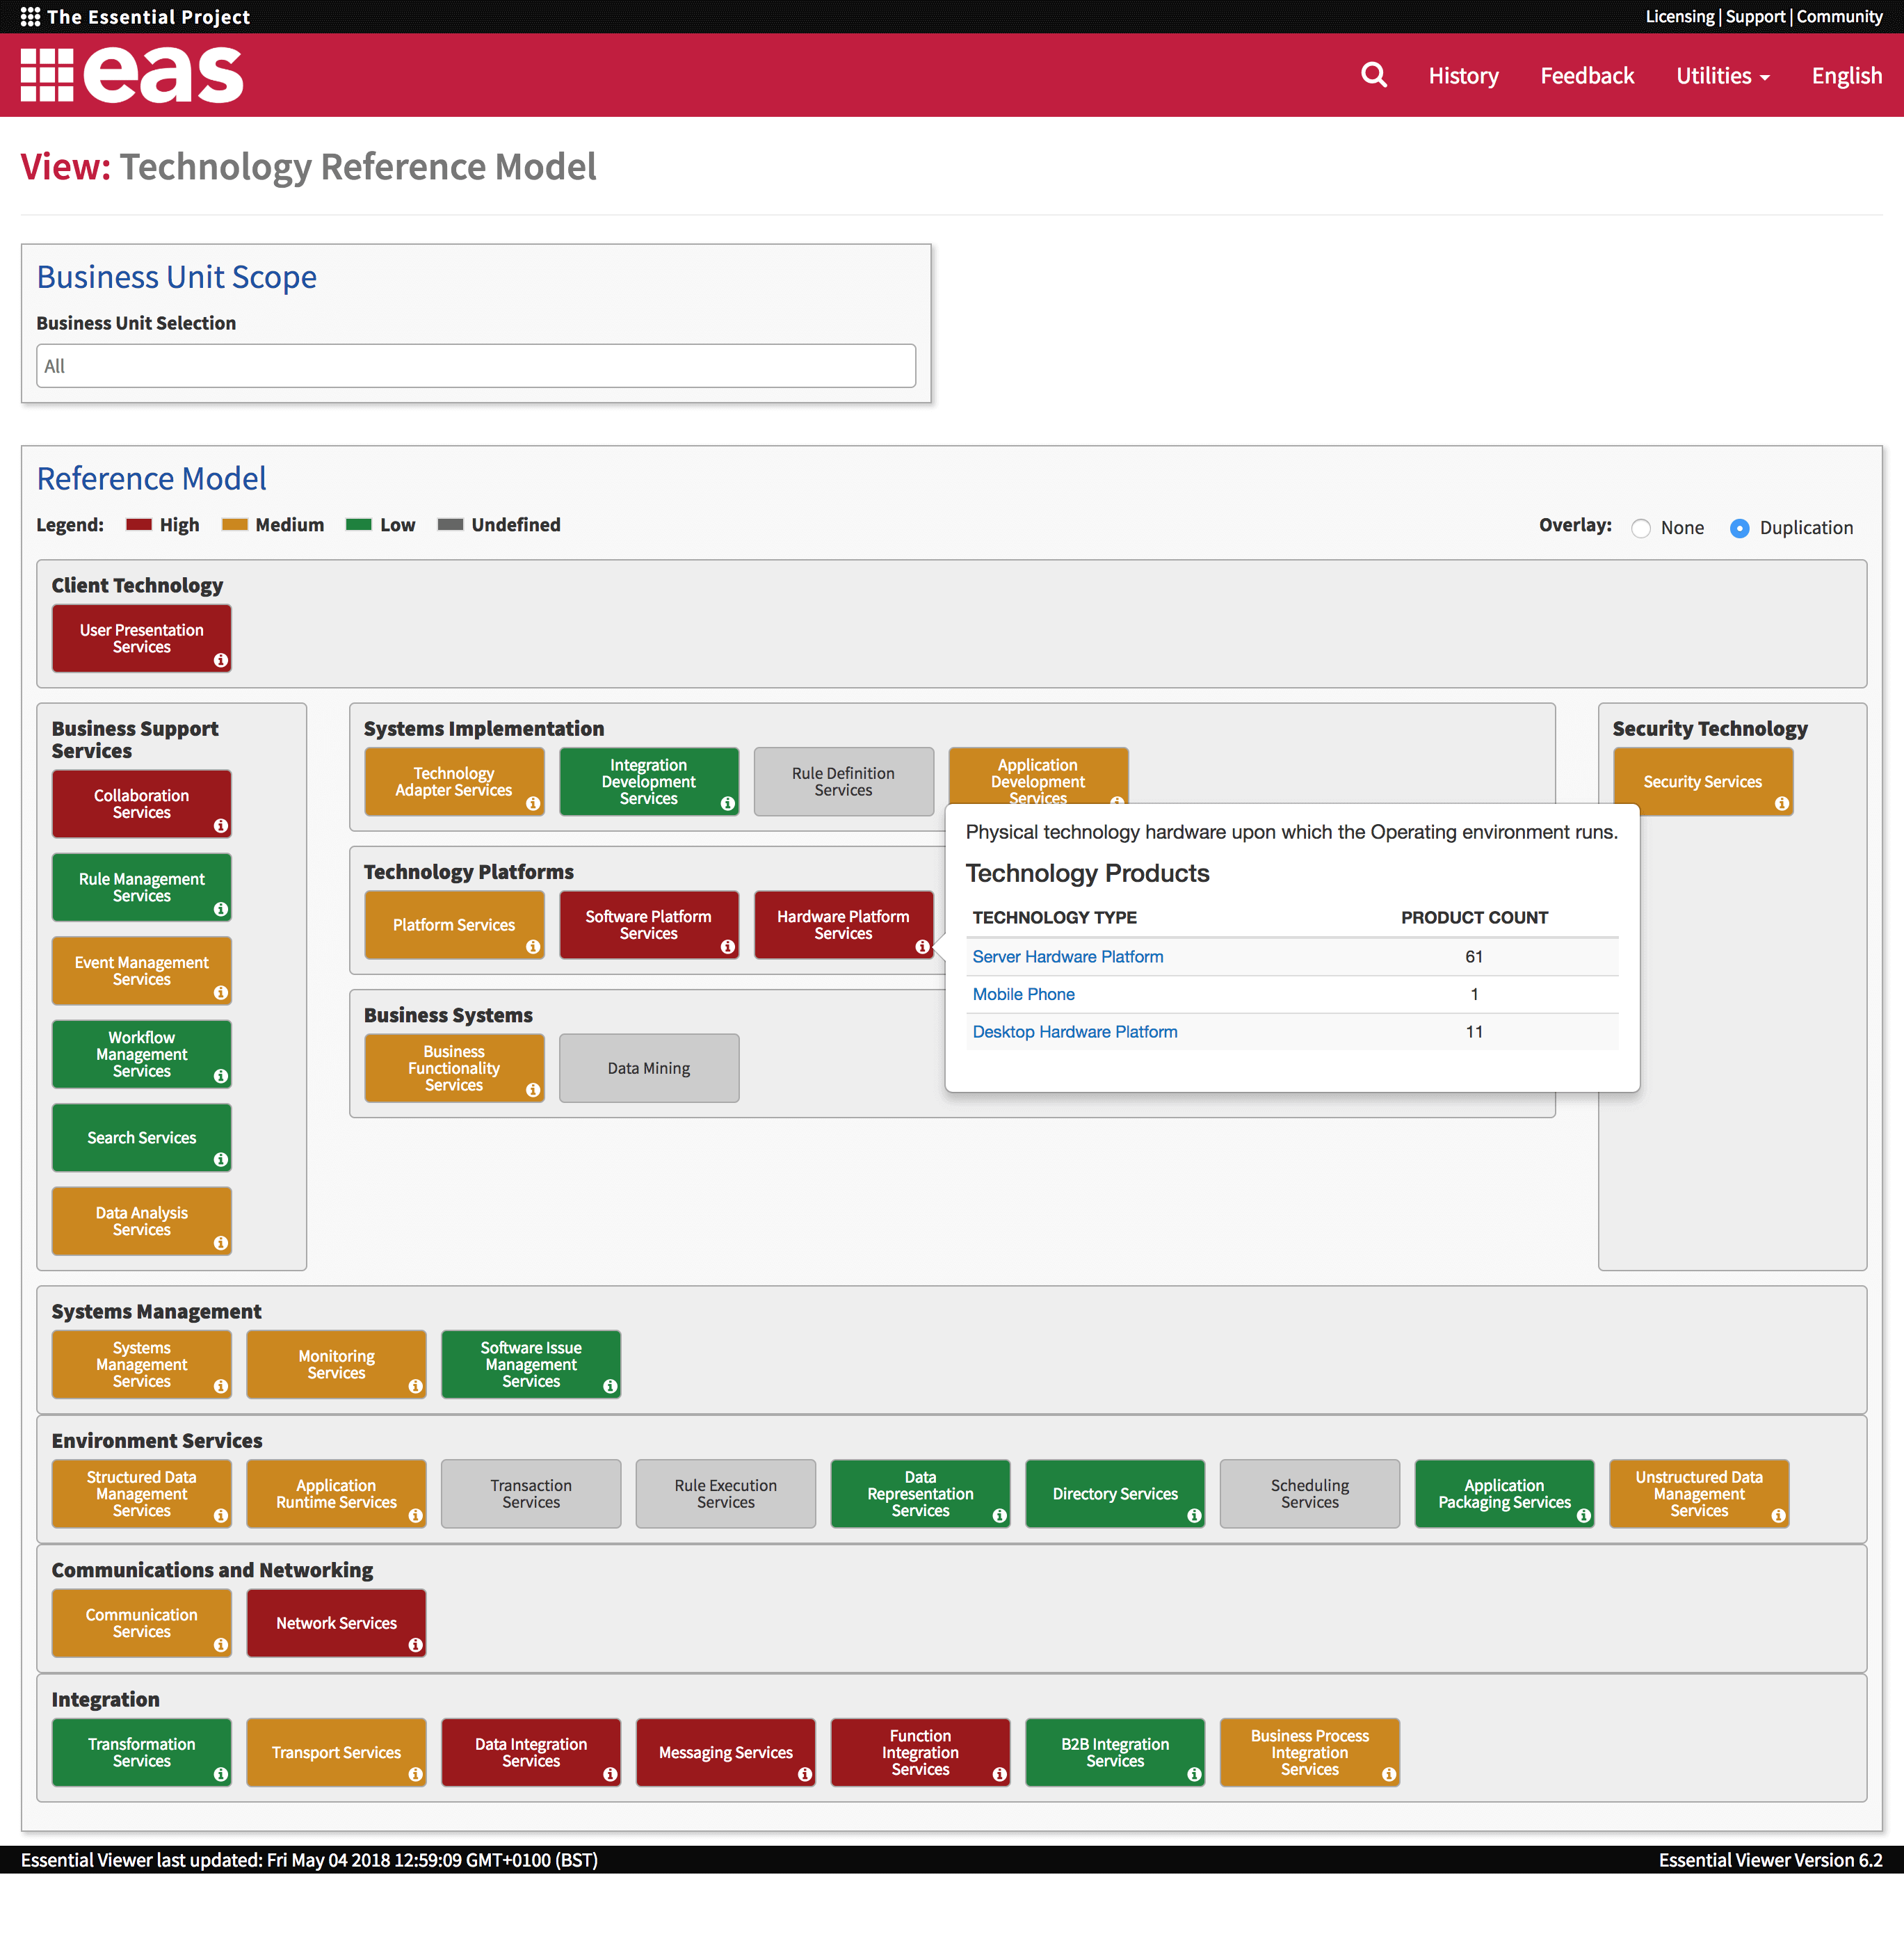 The Essential Project
Licensing | Support | Community
eas
History Feedback Utilities English
View: Technology Reference Model
Business Unit Scope
Business Unit Selection
All
Reference Model
Legend: High Medium Low Undefined
Overlay: None Duplication
Client Technology
User Presentation
Services
Business Support
Services
Collaboration
Services
Rule Management
Services
Event Management
Services
Workflow
Management
Services
Search Services
Data Analysis
Services
Systems Implementation
Technology
Adapter Services
Integration
Development
Services
Rule Definition
Services
Application
Development
Services
Technology Platforms
Platform Services
Software Platform
Services
Hardware Platform
Services
Business Systems
Business
Functionality
Services
Data Mining
Physical technology hardware upon which the Operating environment runs.
Technology Products
TECHNOLOGY TYPE PRODUCT COUNT
Server Hardware Platform 61
Mobile Phone 1
Desktop Hardware Platform 11
Security Technology
Security Services
Systems Management
Systems
Management
Services
Monitoring
Services
Software Issue
Management
Services
Environment Services
Structured Data
Management
Services
Application
Runtime Services
Transaction
Services
Rule Execution
Services
Data
Representation
Services
Directory Services
Scheduling
Services
Application
Packaging Services
Unstructured Data
Management
Services
Communications and Networking
Communication
Services
Network Services
Integration
Transformation
Services
Transport Services
Data Integration
Services
Messaging Services
Function
Integration
Services
B2B Integration
Services
Business Process
Integration
Services
Essential Viewer last updated: Fri May 04 2018 12:59:09 GMT+0100 (BST)
Essential Viewer Version 6.2